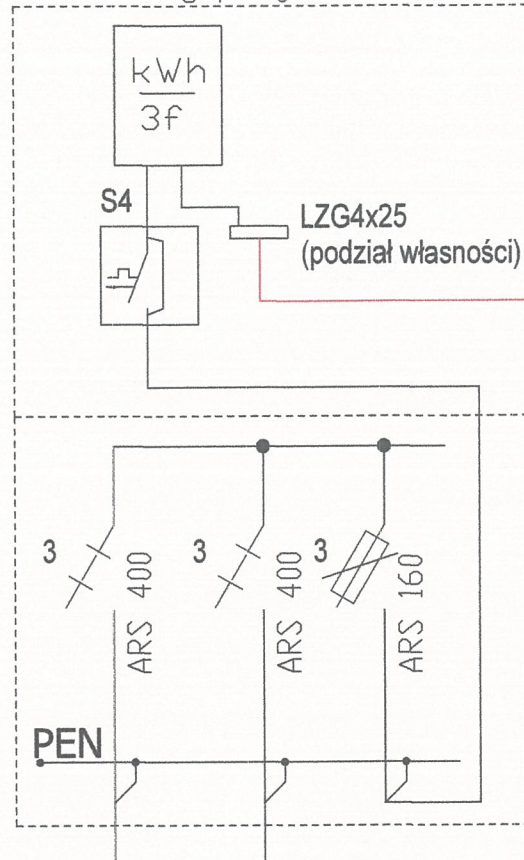 kWh
3f
S4
LZG4x25
(podział własności)
3
ARS 400
3
ARS 400
3
ARS 160
PEN